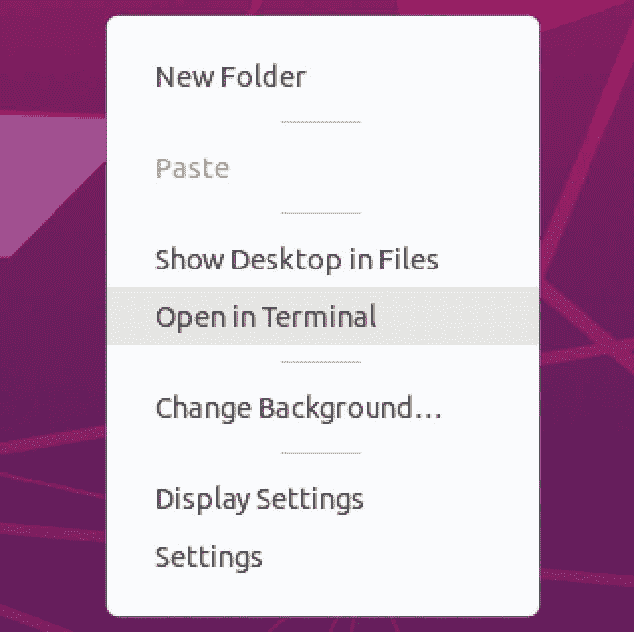 New Folder
Paste
Show Desktop in Files
Open in Terminal
Change Background...
Display Settings
Settings